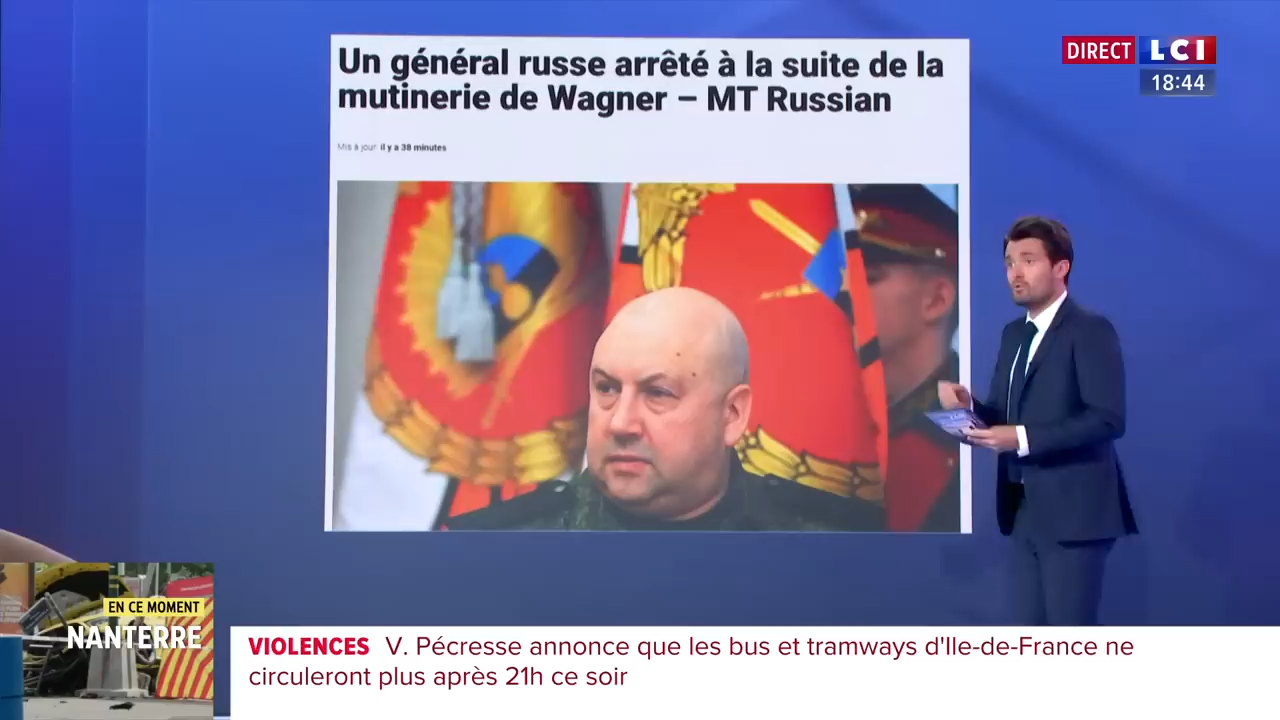 Un général russe arrêté à la suite de la
mutinerie de Wagner – MT Russian
Mis à jour il y a 38 minutes
DIRECT LCI
18:44
EN CE MOMENT
NANTERRE
VIOLENCES V. Pécresse annonce que les bus et tramways d'Ile-de-France ne
circuleront plus après 21h ce soir